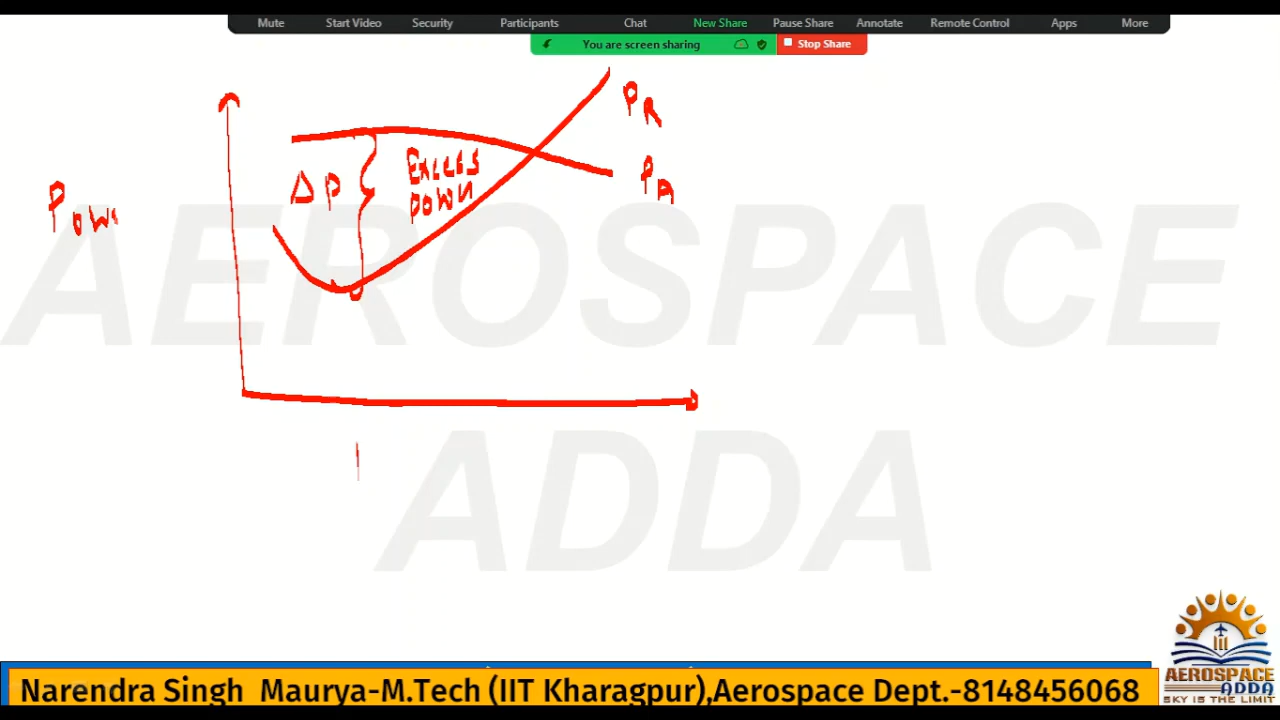 Mute Start Video Security Participants Chat New Share Pause Share Annotate Remote Control Apps More
You are screen sharing Stop Share
PR
PA
Excess
Down
ΔP
Pow
AEROSPACE
ADDA
Narendra Singh Maurya-M.Tech (IIT Kharagpur),Aerospace Dept.-8148456068
AEROSPACE
ADDA
SKY IS THE LIMIT